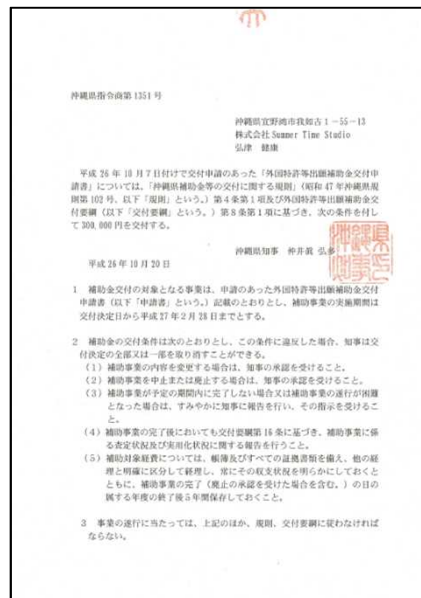 沖縄県指令商第1351号
沖縄県宜野湾市我如古1－55－13
株式会社 Summer Time Studio
弘津　健康
平成26年10月7日付けで交付申請のあった「外国特許等出願補助金交付申
請書」については、「沖縄県補助金等の交付に関する規則」（昭和47年沖縄県規
則第102号、以下「規則」という。）第4条第1項及び外国特許等出願補助金交
付要綱（以下「交付要綱」という。）第8条第1項に基づき、次の条件を付し
て300,000円を交付する。
沖縄県知事　仲井眞　弘多
平成26年10月20日
1　補助金交付の対象となる事業は、申請のあった外国特許等出願補助金交付
申請書（以下「申請書」という。）記載のとおりとし、補助事業の実施期間は
交付決定日から平成27年2月28日までとする。
2　補助金の交付条件は次のとおりとし、この条件に違反した場合、知事は交
付決定の全部又は一部を取り消すことができる。
（1）補助事業の内容を変更する場合は、知事の承認を受けること。
（2）補助事業を中止または廃止する場合は、知事の承認を受けること。
（3）補助事業が予定の期間内に完了しない場合又は補助事業の遂行が困難
となった場合は、すみやかに知事に報告を行い、その指示を受けるこ
と。
（4）補助事業の完了後においても交付要綱第16条に基づき、補助事業に係
る査定状況及び実用化状況に関する報告を行うこと。
（5）補助対象経費については、帳簿及びすべての証拠書類を備え、他の経
理と明確に区分して経理し、常にその収支状況を明らかにしておくと
ともに、補助事業の完了（廃止の承認を受けた場合を含む。）の日の
属する年度の終了後5年間保存しておくこと。
3　事業の遂行に当たっては、上記のほか、規則、交付要綱に従わなければ
ならない。